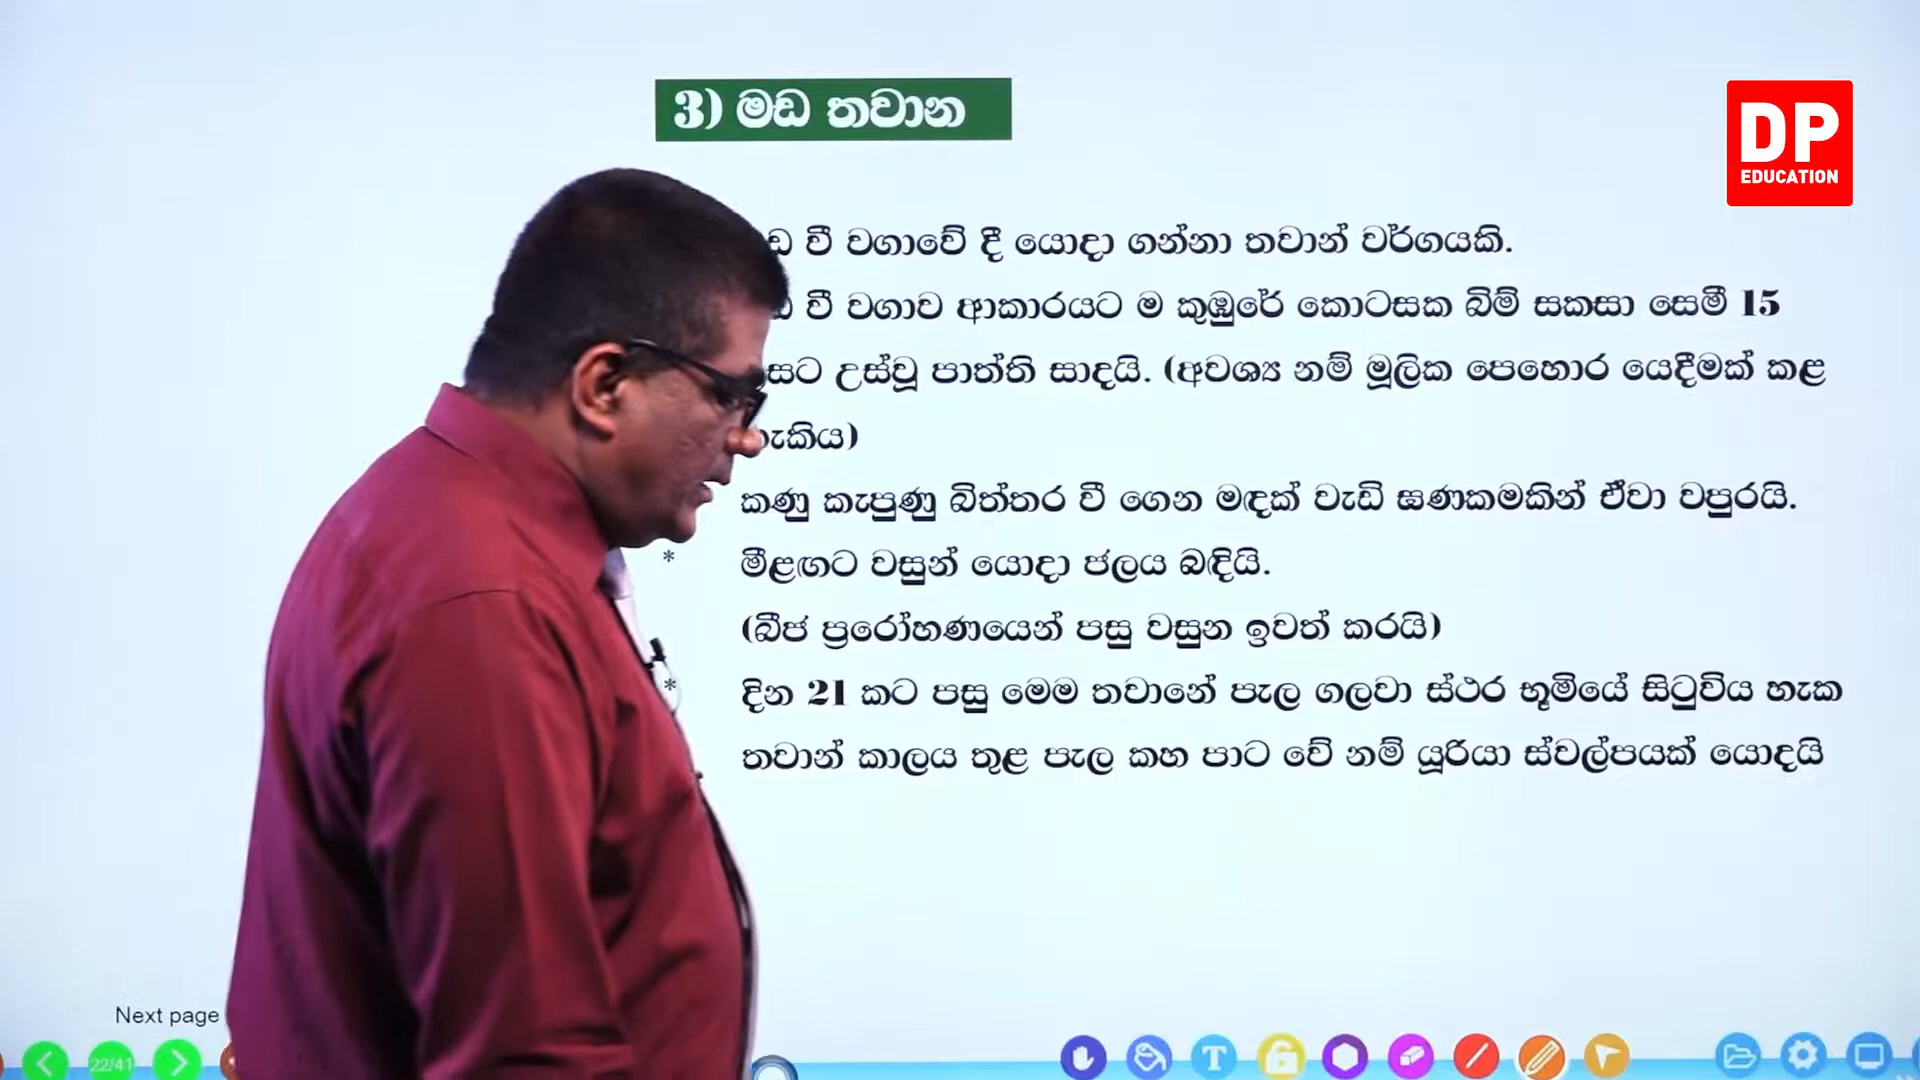 3) මඩ තවාන
DP
EDUCATION
වී වගාවේ දී යොදා ගන්නා තවාන් වර්ගයකි.
වී වගාව ආකාරයට ම කුඹුරේ කොටසක බිම් සකසා සෙමී 15
උස්වූ පාත්ති සාදයි. (අවශ්‍ය නම් මූලික පෙහොර යෙදීමක් කළ
කණු කැපුණු බිත්තර වී ගෙන මඳක් වැඩි ඝණකමකින් ඒවා වපුරයි.
* මීළඟට වසුන් යොදා ජලය බඳියි.
(බීජ ප්‍රරෝහණයෙන් පසු වසුන ඉවත් කරයි)
* දින 21 කට පසු මෙම තවානේ පැල ගලවා ස්ථර භූමියේ සිටුවිය හැක
තවාන් කාලය තුළ පැල කහ පාට වේ නම් යූරියා ස්වල්පයක් යොදයි
Next page
22/41
T